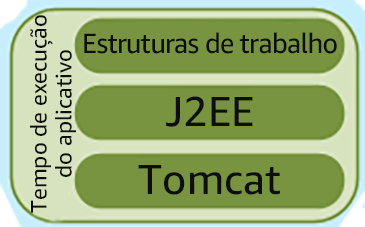 Tempo de execução
do aplicativo
Estruturas de trabalho
J2EE
Tomcat